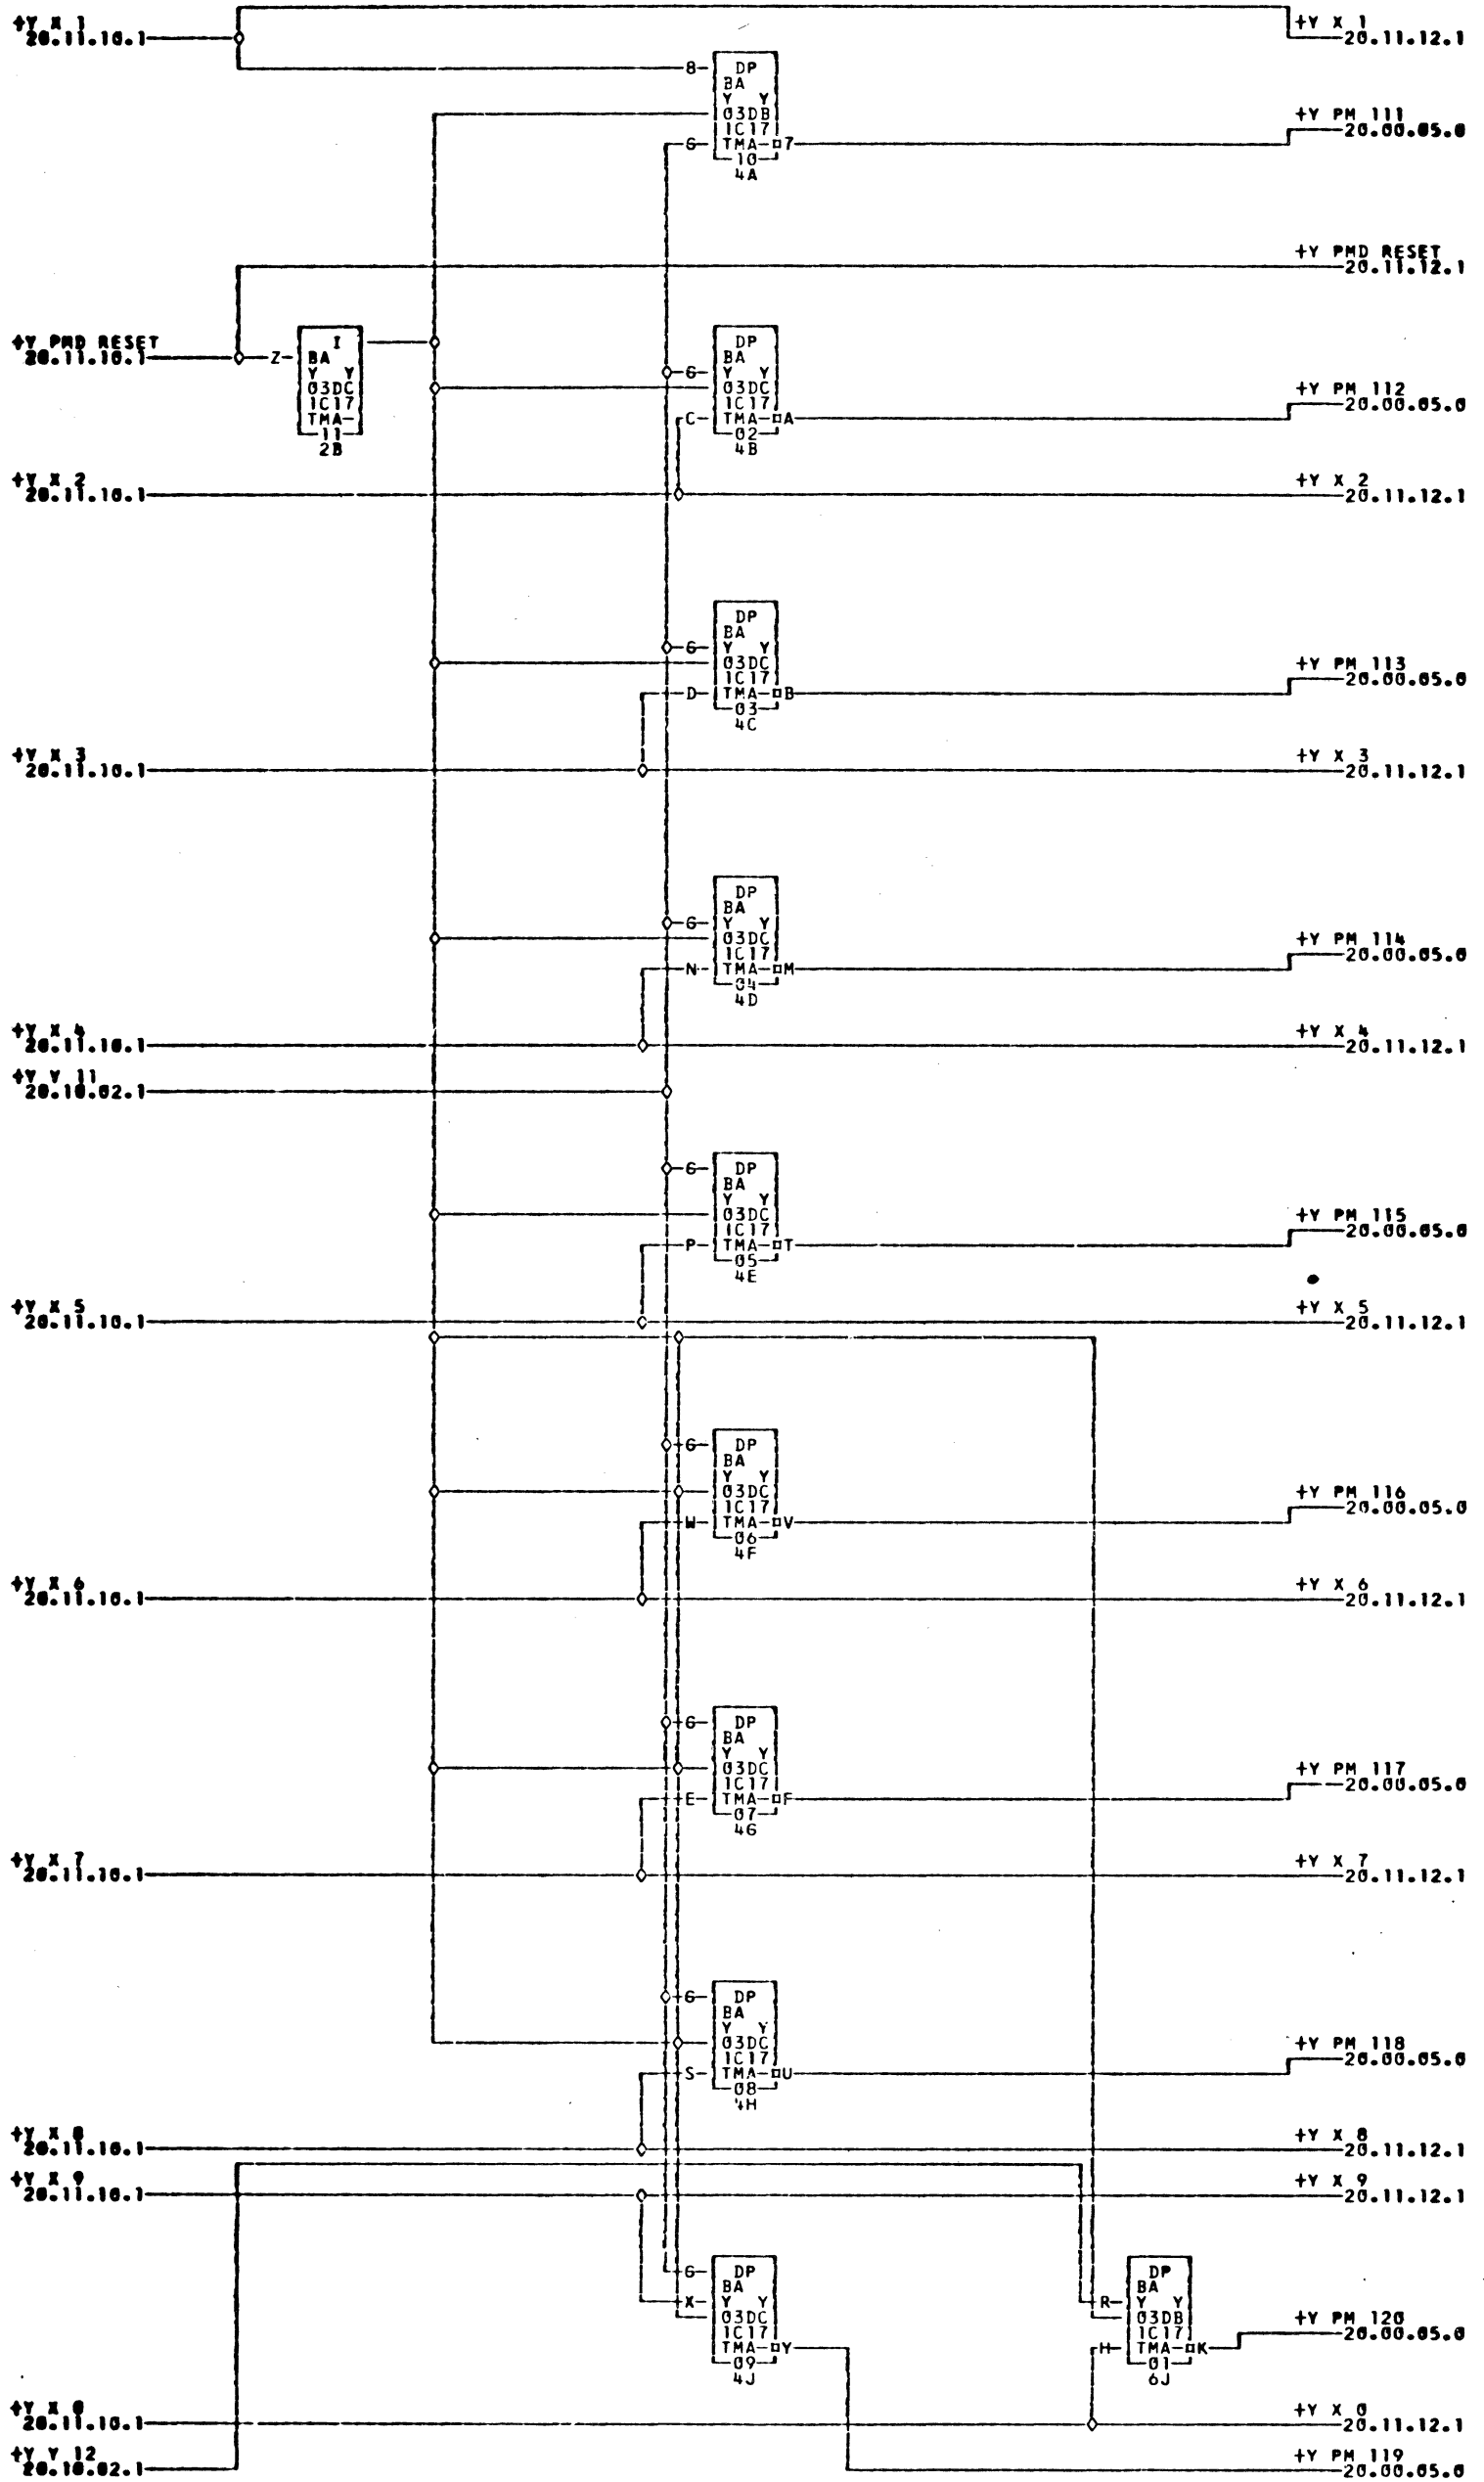 +Y X 1
20.11.10.1
+Y X 1
20.11.12.1
8
DP
BA
Y Y
03DB
1C17
G
TMA
7
10
4A
+Y PM 111
20.00.05.0
+Y PMD RESET
20.11.12.1
+Y PMD RESET
20.11.10.1
Z
I
BA
Y Y
03DC
1C17
TMA
11
2B
DP
BA
G
Y Y
03DC
1C17
C
TMA
A
02
4B
+Y PM 112
20.00.05.0
+Y X 2
20.11.10.1
+Y X 2
20.11.12.1
DP
BA
G
Y Y
03DC
1C17
D
TMA
B
03
4C
+Y PM 113
20.00.05.0
+Y X 3
20.11.10.1
+Y X 3
20.11.12.1
DP
BA
G
Y Y
03DC
1C17
N
TMA
M
04
4D
+Y PM 114
20.00.05.0
+Y X 4
20.11.10.1
+Y X 4
20.11.12.1
+Y Y 11
20.10.02.1
G
DP
BA
Y Y
03DC
1C17
P
TMA
T
05
4E
+Y PM 115
20.00.05.0
+Y X 5
20.11.10.1
+Y X 5
20.11.12.1
G
DP
BA
Y Y
03DC
1C17
W
TMA
V
06
4F
+Y PM 116
20.00.05.0
+Y X 6
20.11.10.1
+Y X 6
20.11.12.1
G
DP
BA
Y Y
03DC
1C17
E
TMA
F
07
4G
+Y PM 117
20.00.05.0
+Y X 7
20.11.10.1
+Y X 7
20.11.12.1
G
DP
BA
Y Y
03DC
1C17
S
TMA
U
08
4H
+Y PM 118
20.00.05.0
+Y X 8
20.11.10.1
+Y X 8
20.11.12.1
+Y X 9
20.11.10.1
+Y X 9
20.11.12.1
G
DP
BA
X
Y Y
03DC
1C17
TMA
Y
09
4J
DP
BA
R
Y Y
03DB
1C17
H
TMA
K
01
6J
+Y PM 120
20.00.05.0
+Y X 0
20.11.10.1
+Y X 0
20.11.12.1
+Y Y 12
20.10.02.1
+Y PM 119
20.00.05.0